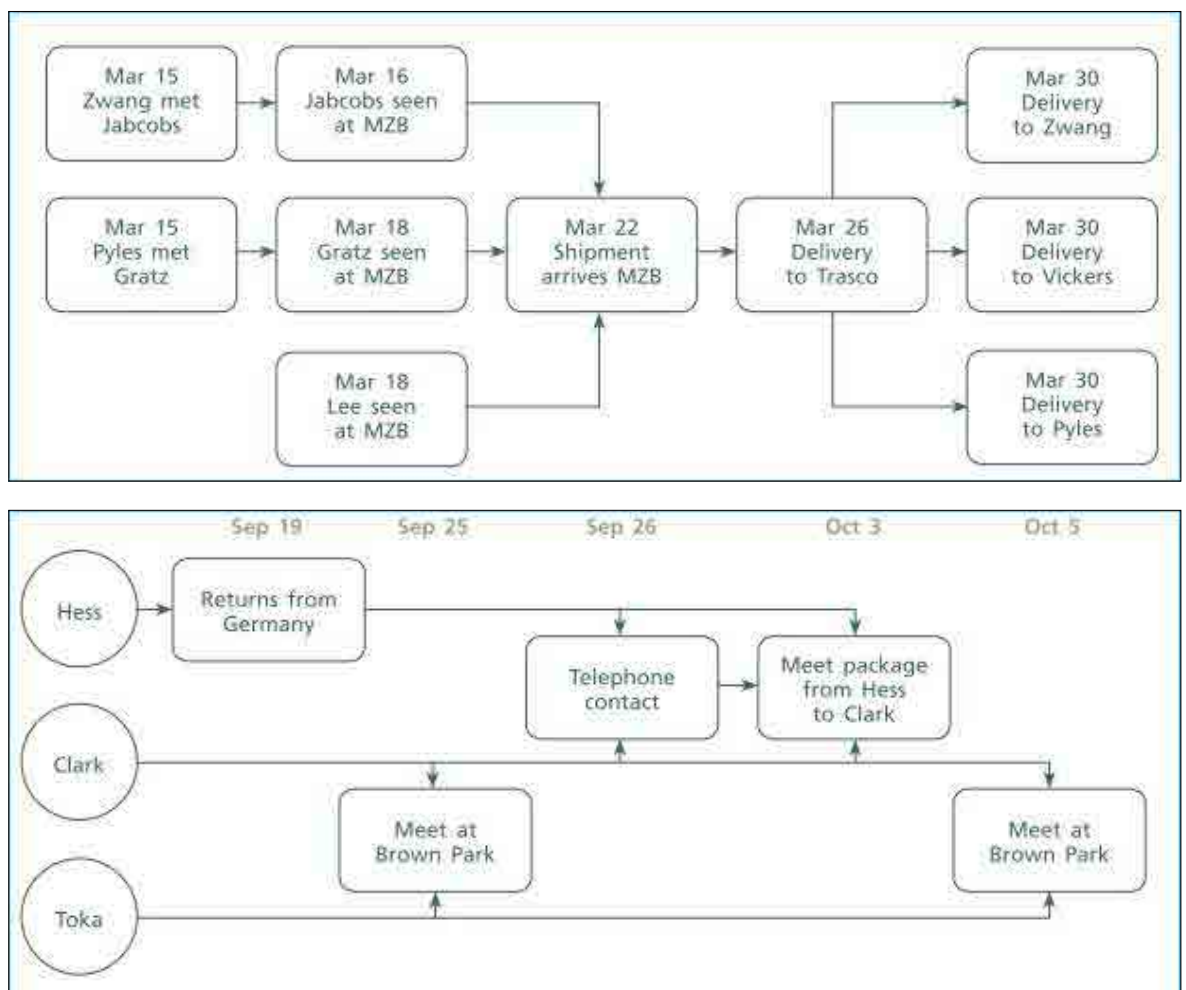 Mar 15
Zwang met
Jabcobs
Mar 16
Jabcobs seen
at MZB
Mar 30
Delivery
to Zwang
Mar 15
Pyles met
Gratz
Mar 18
Gratz seen
at MZB
Mar 22
Shipment
arrives MZB
Mar 26
Delivery
to Trasco
Mar 30
Delivery
to Vickers
Mar 18
Lee seen
at MZB
Mar 30
Delivery
to Pyles
Sep 19
Sep 25
Sep 26
Oct 3
Oct 5
Hess
Returns from
Germany
Telephone
contact
Meet package
from Hess
to Clark
Clark
Meet at
Brown Park
Meet at
Brown Park
Toka